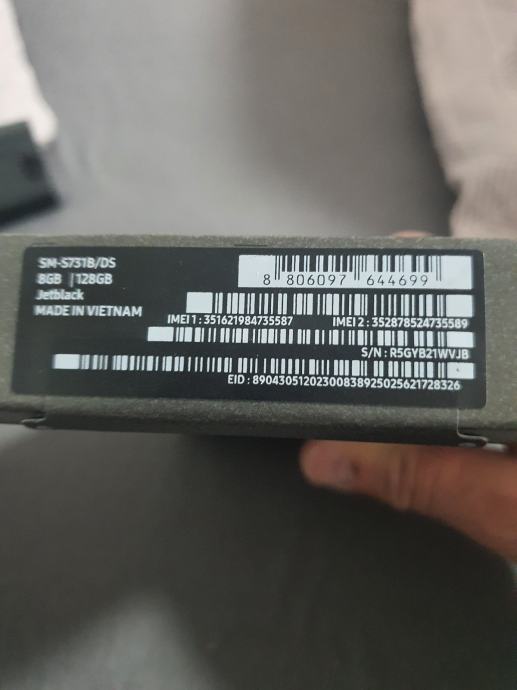 SM-S731B/DS
8GB | 128GB
Jetblack
MADE IN VIETNAM
8 806097 644699
IMEI 1 : 351621984735587 IMEI 2 : 352878524735589
S/N : R5GYB21WVJB
EID : 89043051202300838925025621728326